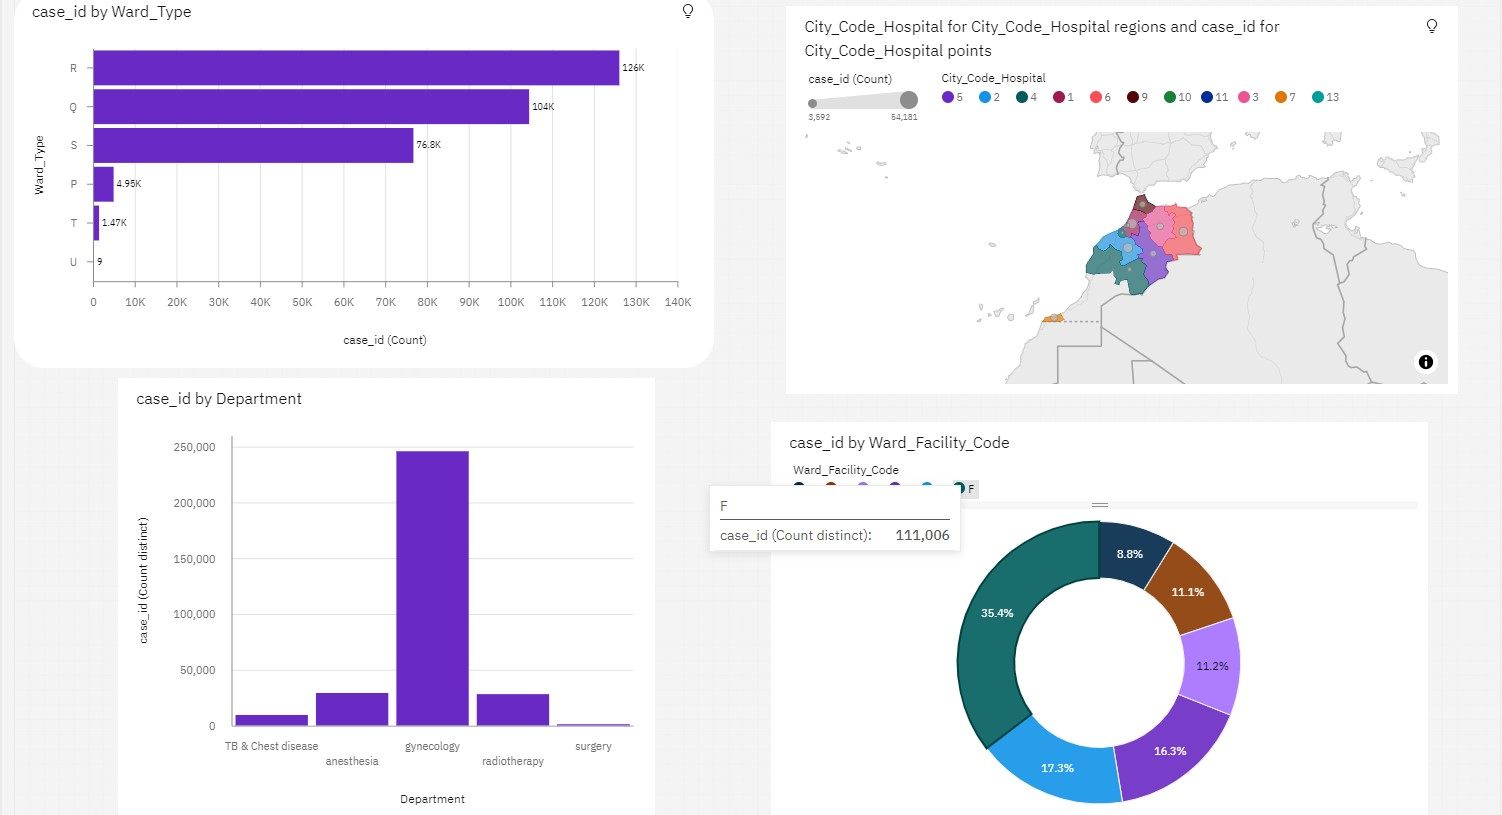 case_id by Ward_Type
Ward_Type
R
126K
Q
104K
S
76.8K
P
4.95K
T
1.47K
U
9
0 10K 20K 30K 40K 50K 60K 70K 80K 90K 100K 110K 120K 130K 140K
case_id (Count)
City_Code_Hospital for City_Code_Hospital regions and case_id for
City_Code_Hospital points
case_id (Count)
3,592 54,181
City_Code_Hospital
5 2 4 1 6 9 10 11 3 7 13
case_id by Department
case_id (Count distinct)
250,000
200,000
150,000
100,000
50,000
0
TB & Chest disease
anesthesia
gynecology
radiotherapy
surgery
Department
case_id by Ward_Facility_Code
Ward_Facility_Code
F
F
case_id (Count distinct): 111,006
8.8%
11.1%
11.2%
16.3%
17.3%
35.4%